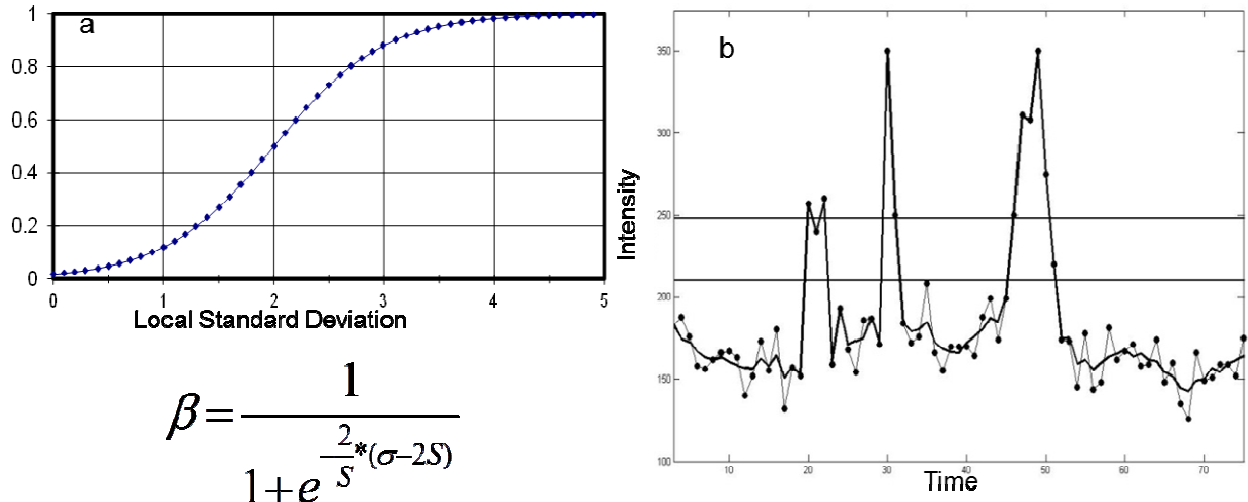 a
1
0.8
0.6
0.4
0.2
0
0 1 2 3 4 5
Local Standard Deviation
β = 1 / (1+e^(-2/S*(σ−2S)))
b
350
300
250
200
150
100
10 20 30 40 50 60 70
Intensity
Time